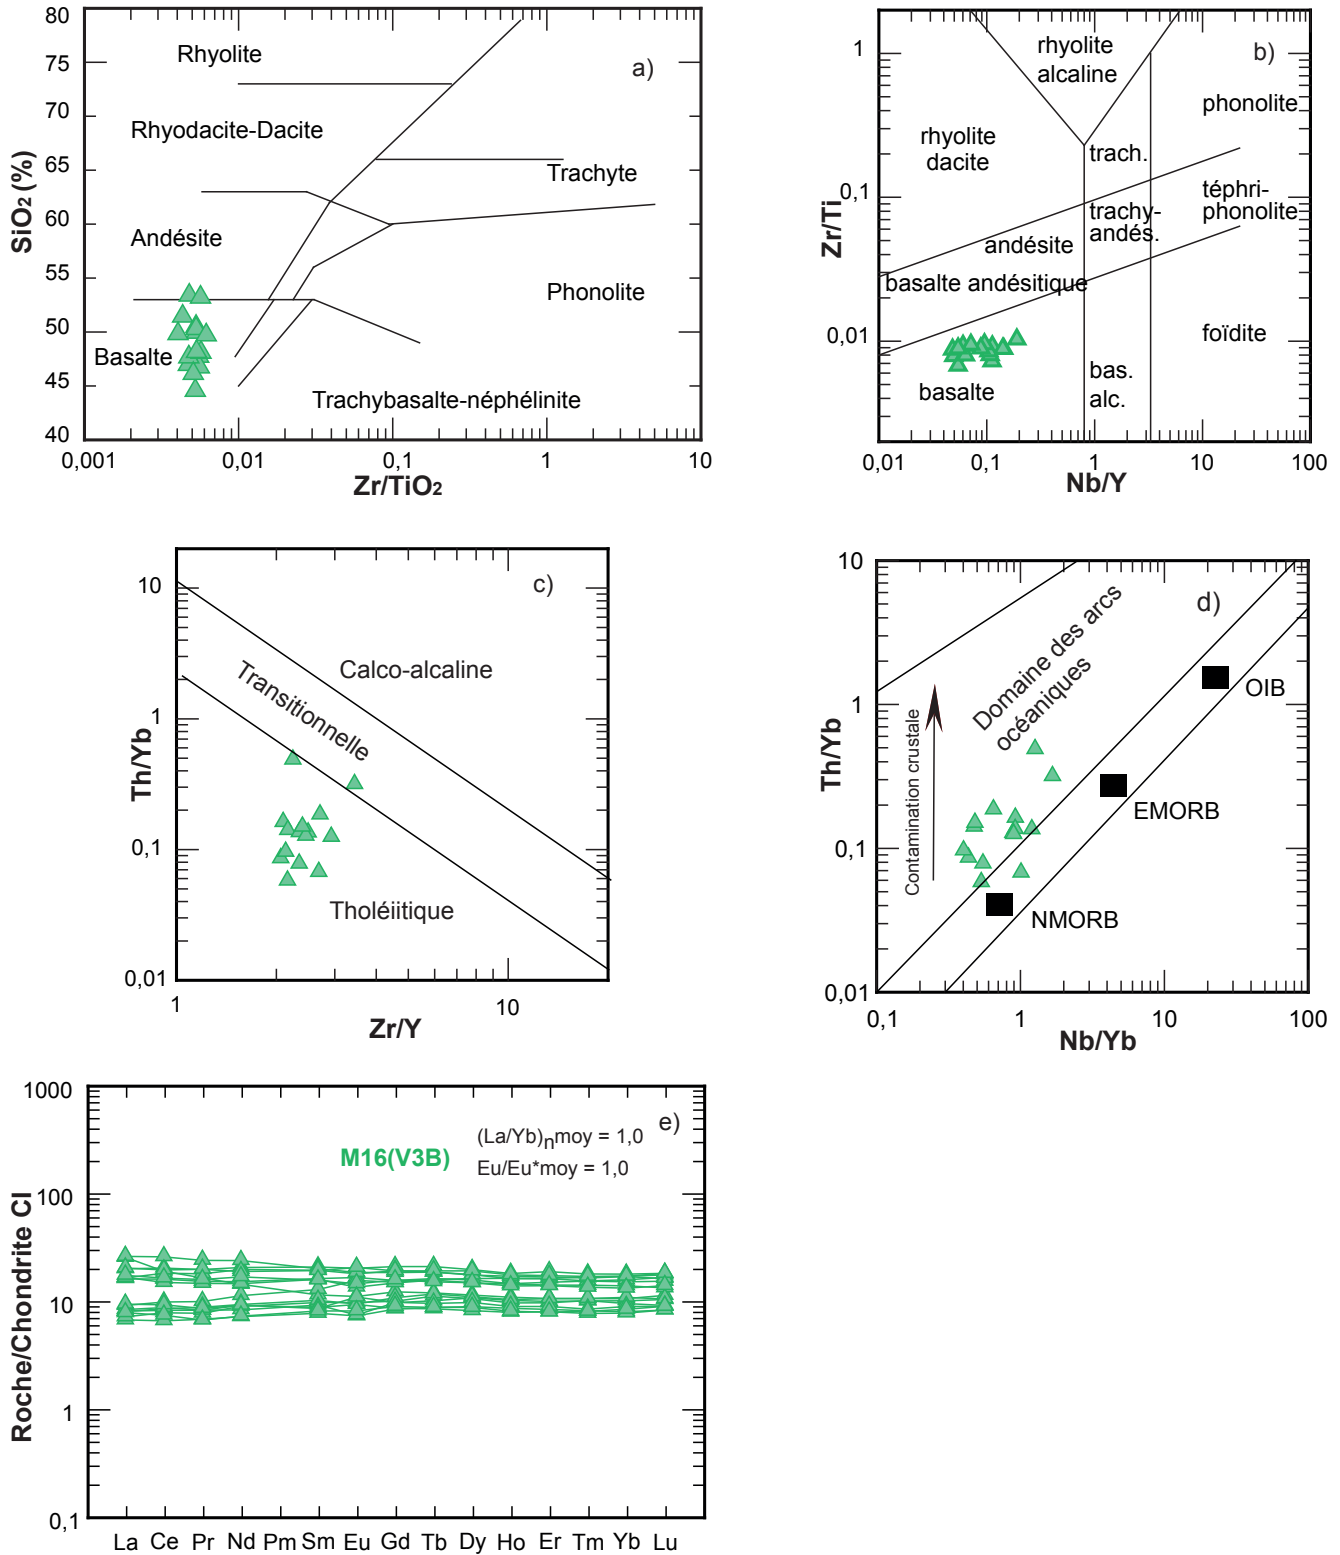 a)
80
75
70
65
60
55
50
45
40
SiO2 (%)
Rhyolite
Rhyodacite-Dacite
Trachyte
Andésite
Phonolite
Basalte
Trachybasalte-néphélinite
0,001
0,01
0,1
1
10
Zr/TiO2
b)
1
0,1
0,01
Zr/Ti
rhyolite
alcaline
phonolite
rhyolite
dacite
trach.
téphri-
phonolite
trachy-
andés.
andésite
basalte andésitique
foïdite
basalte
bas.
alc.
0,01
0,1
1
10
100
Nb/Y
c)
10
1
0,1
0,01
Th/Yb
Calco-alcaline
Transitionnelle
Tholéiitique
1
10
Zr/Y
d)
10
1
0,1
0,01
Th/Yb
Domaine des arcs
océaniques
Contamination crustale
OIB
EMORB
NMORB
0,1
1
10
100
Nb/Yb
e)
1000
100
10
1
0,1
Roche/Chondrite CI
M16(V3B)
(La/Yb)nmoy = 1,0
Eu/Eu*moy = 1,0
La Ce Pr Nd Pm Sm Eu Gd Tb Dy Ho Er Tm Yb Lu